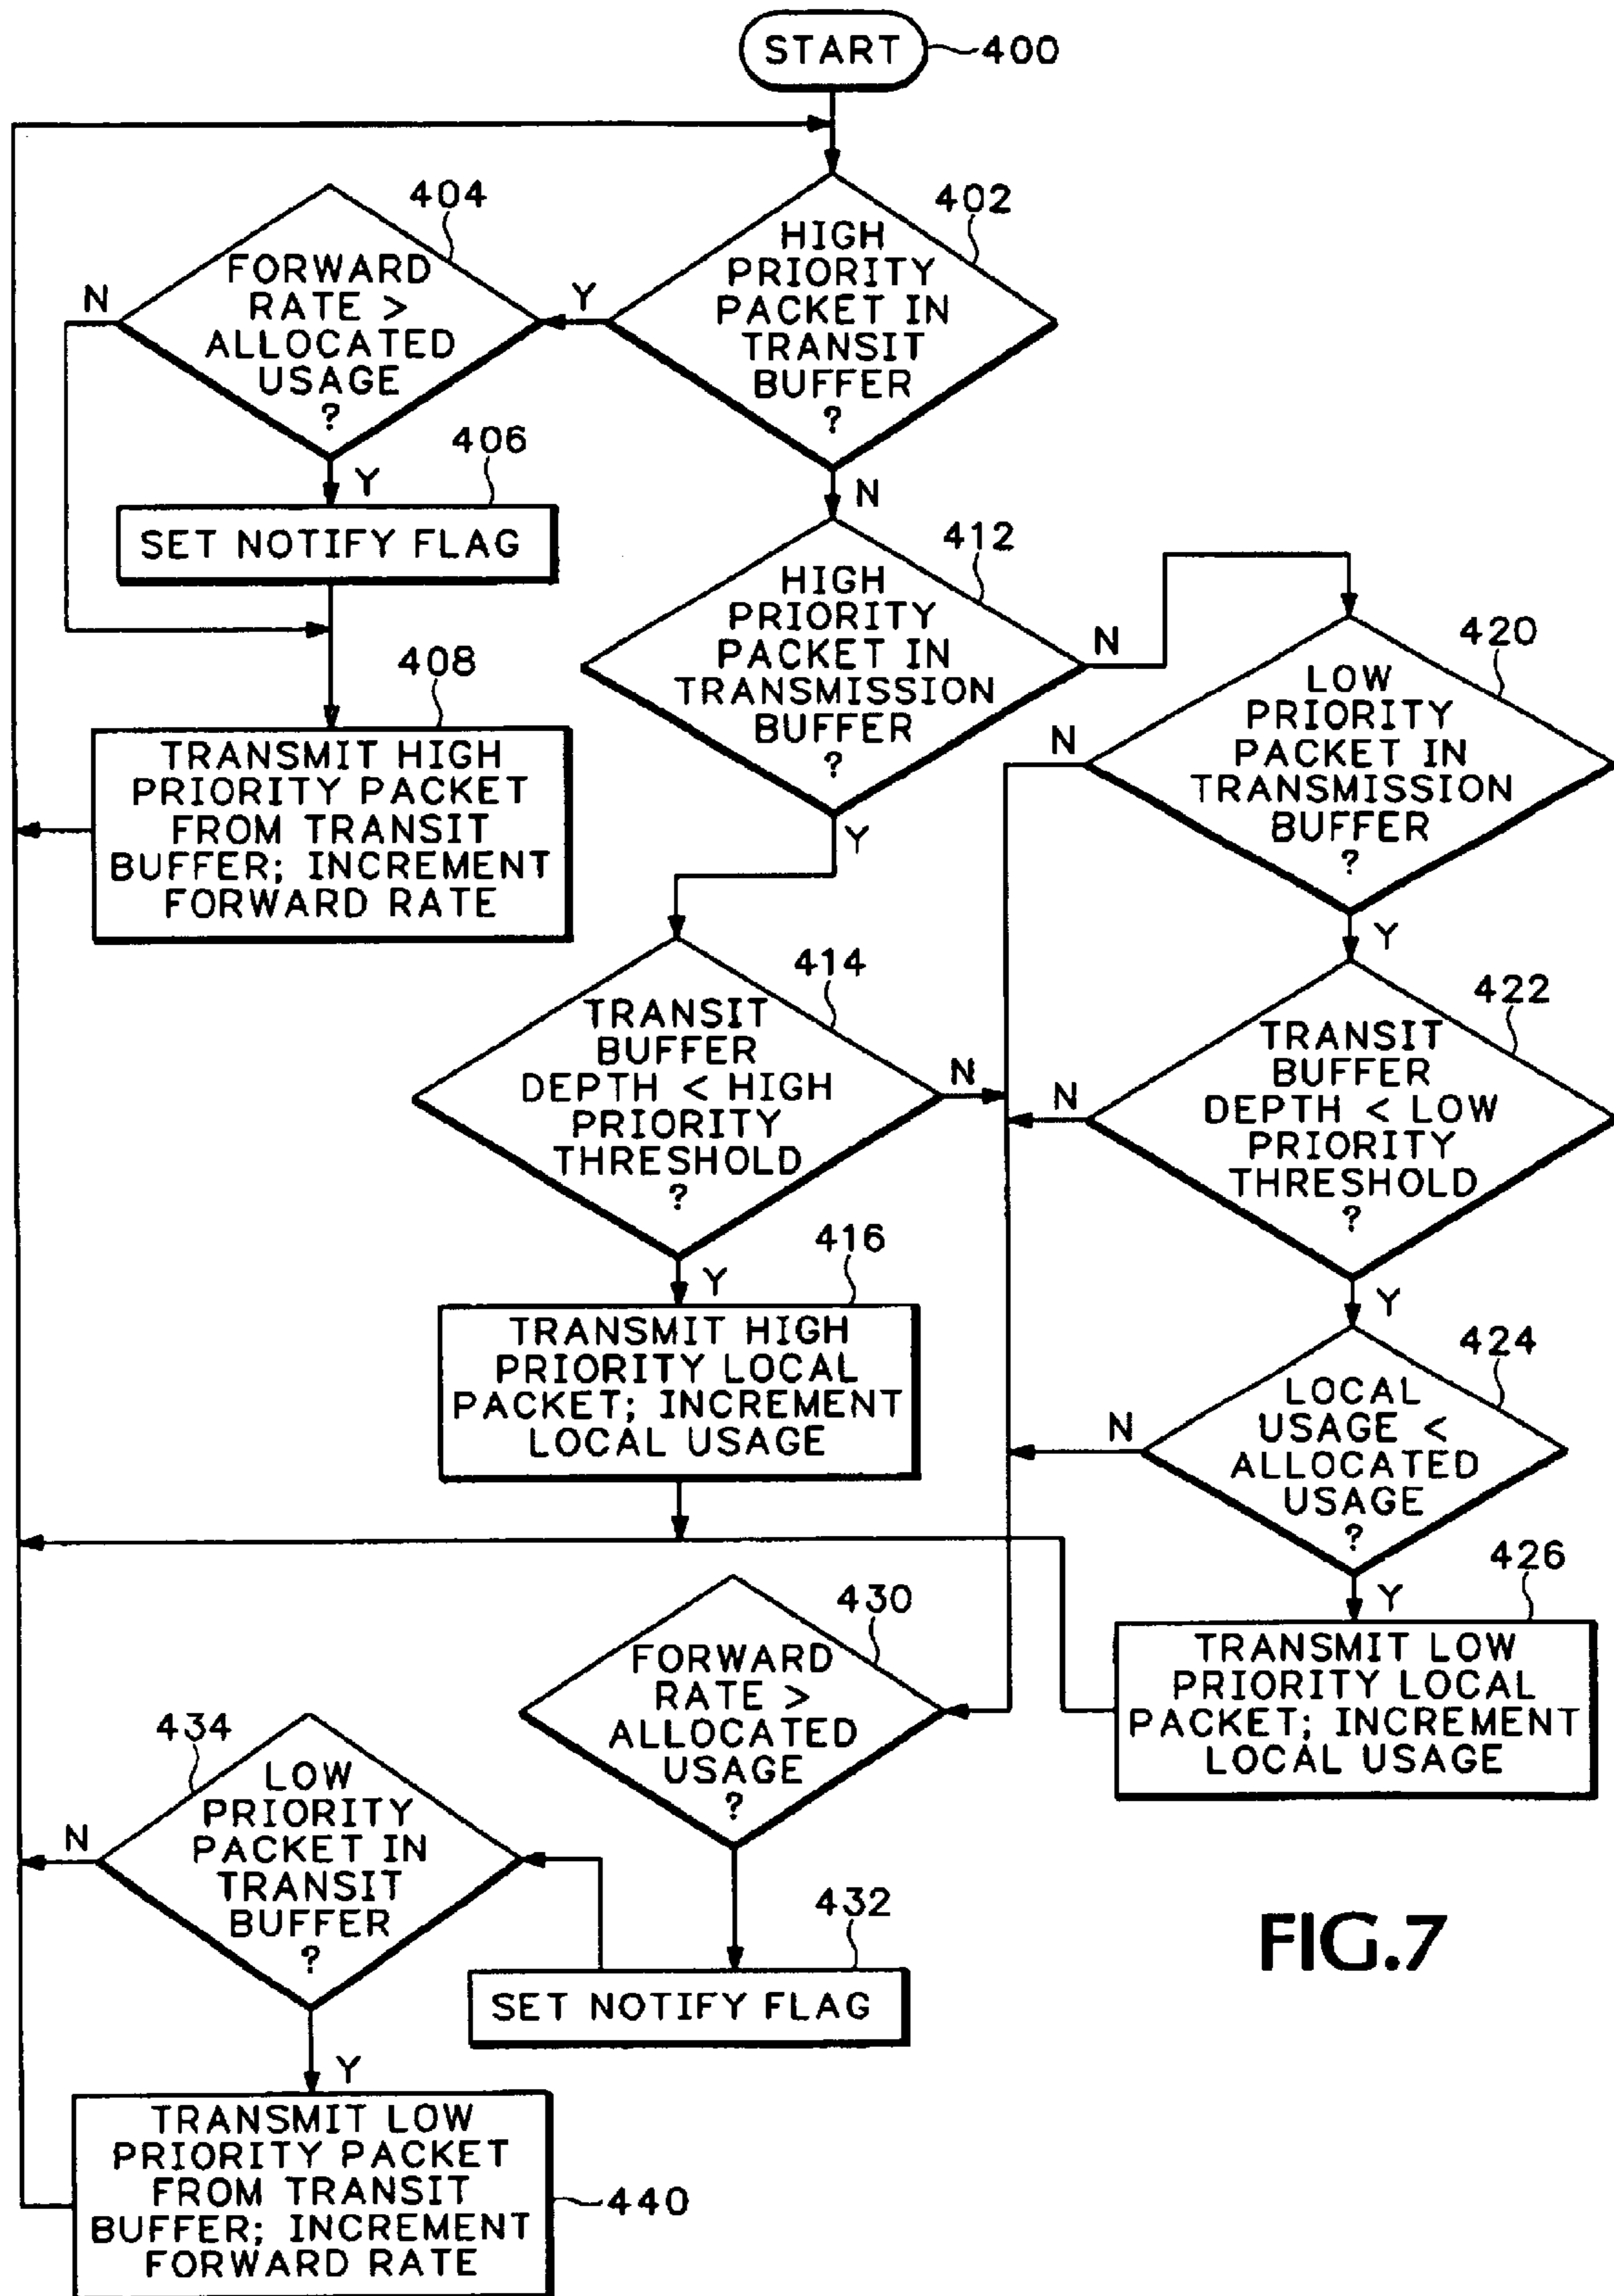 START
400
404
FORWARD
RATE >
ALLOCATED
USAGE
?
N
Y
402
HIGH
PRIORITY
PACKET IN
TRANSIT
BUFFER
?
Y
N
406
SET NOTIFY FLAG
408
TRANSMIT HIGH
PRIORITY PACKET
FROM TRANSIT
BUFFER; INCREMENT
FORWARD RATE
412
HIGH
PRIORITY
PACKET IN
TRANSMISSION
BUFFER
?
N
Y
420
LOW
PRIORITY
PACKET IN
TRANSMISSION
BUFFER
?
N
Y
414
TRANSIT
BUFFER
DEPTH < HIGH
PRIORITY
THRESHOLD
?
N
Y
422
TRANSIT
BUFFER
DEPTH < LOW
PRIORITY
THRESHOLD
?
N
Y
416
TRANSMIT HIGH
PRIORITY LOCAL
PACKET; INCREMENT
LOCAL USAGE
424
LOCAL
USAGE <
ALLOCATED
USAGE
?
N
Y
426
TRANSMIT LOW
PRIORITY LOCAL
PACKET; INCREMENT
LOCAL USAGE
430
FORWARD
RATE >
ALLOCATED
USAGE
?
434
LOW
PRIORITY
PACKET IN
TRANSIT
BUFFER
?
N
Y
432
SET NOTIFY FLAG
440
TRANSMIT LOW
PRIORITY PACKET
FROM TRANSIT
BUFFER; INCREMENT
FORWARD RATE
FIG.7